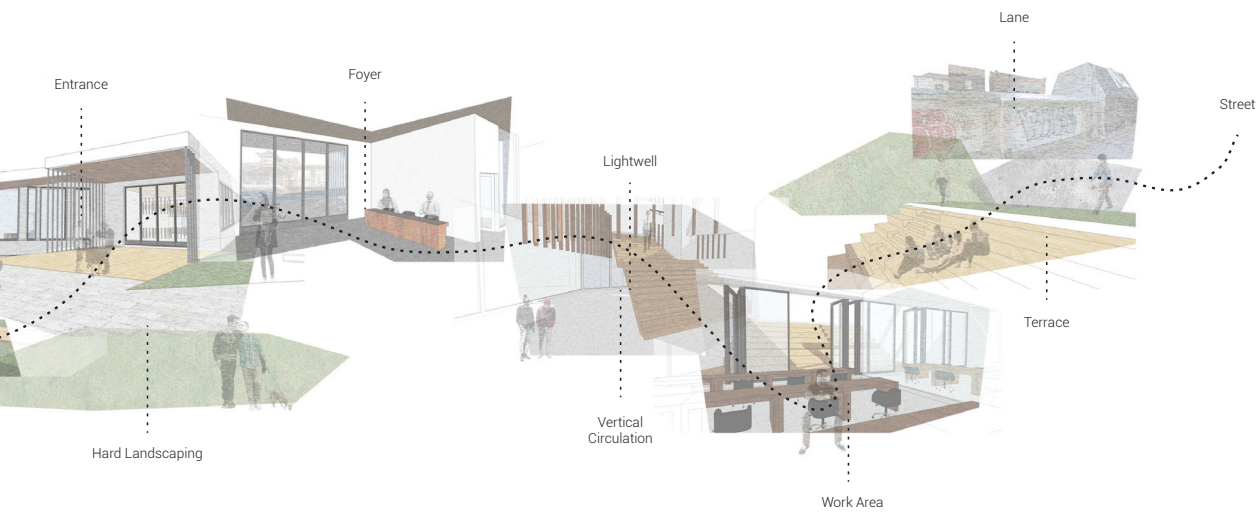 Lane
Foyer
Entrance
Street
Lightwell
Terrace
Vertical
Circulation
Hard Landscaping
Work Area